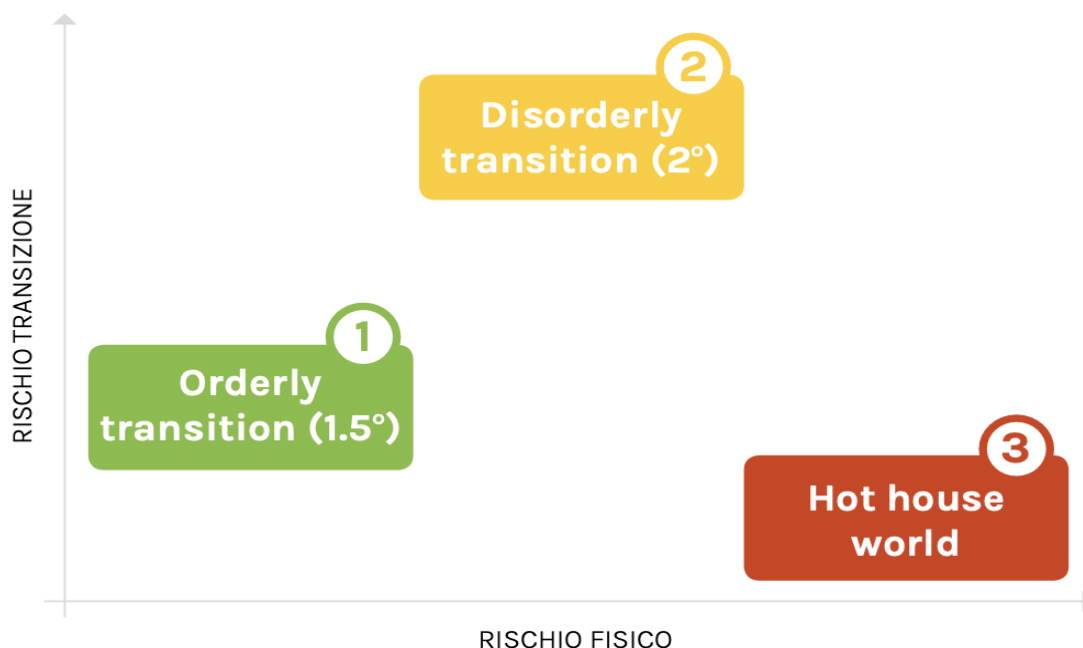 2
Disorderly
transition (2°)
RISCHIO TRANSIZIONE
1
Orderly
transition (1.5°)
3
Hot house
world
RISCHIO FISICO